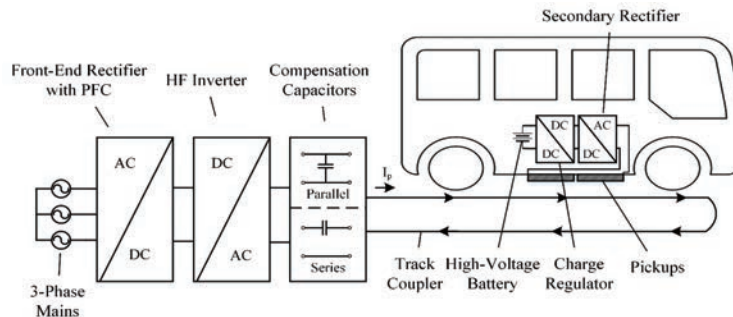 Secondary Rectifier
Front-End Rectifier
with PFC
HF Inverter
Compensation
Capacitors
AC
DC
DC
AC
Parallel
Series
Ip
DC
DC
AC
DC
3-Phase
Mains
Track
Coupler
High-Voltage
Battery
Charge
Regulator
Pickups